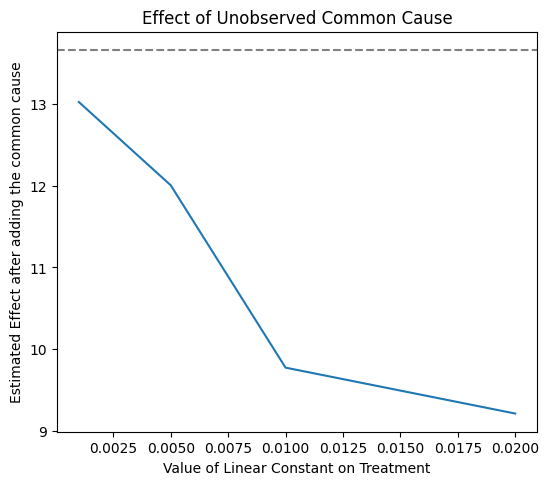 Effect of Unobserved Common Cause
Estimated Effect after adding the common cause
13
12
11
10
9
0.0025 0.0050 0.0075 0.0100 0.0125 0.0150 0.0175 0.0200
Value of Linear Constant on Treatment